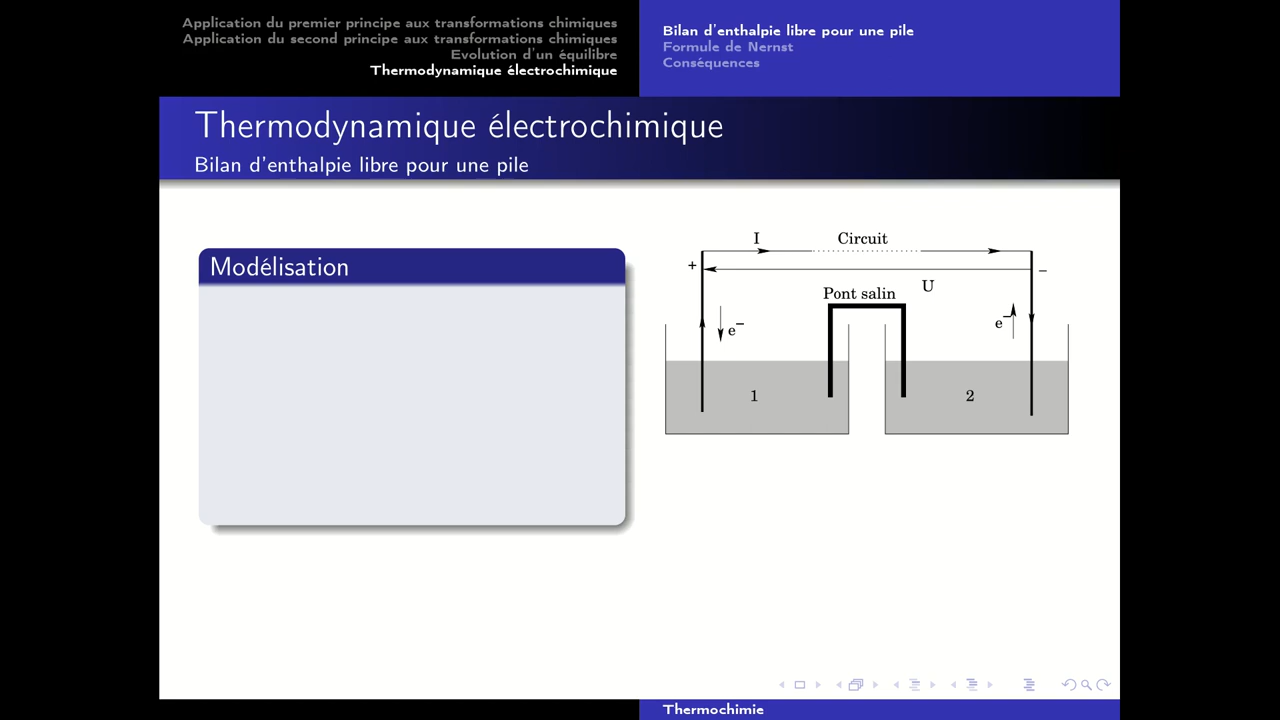 Application du premier principe aux transformations chimiques
Application du second principe aux transformations chimiques
Evolution d'un équilibre
Thermodynamique électrochimique
Bilan d'enthalpie libre pour une pile
Formule de Nernst
Conséquences
Thermodynamique électrochimique
Bilan d'enthalpie libre pour une pile
Modélisation
I
Circuit
+
−
U
Pont salin
e−
e−
1
2
Thermochimie